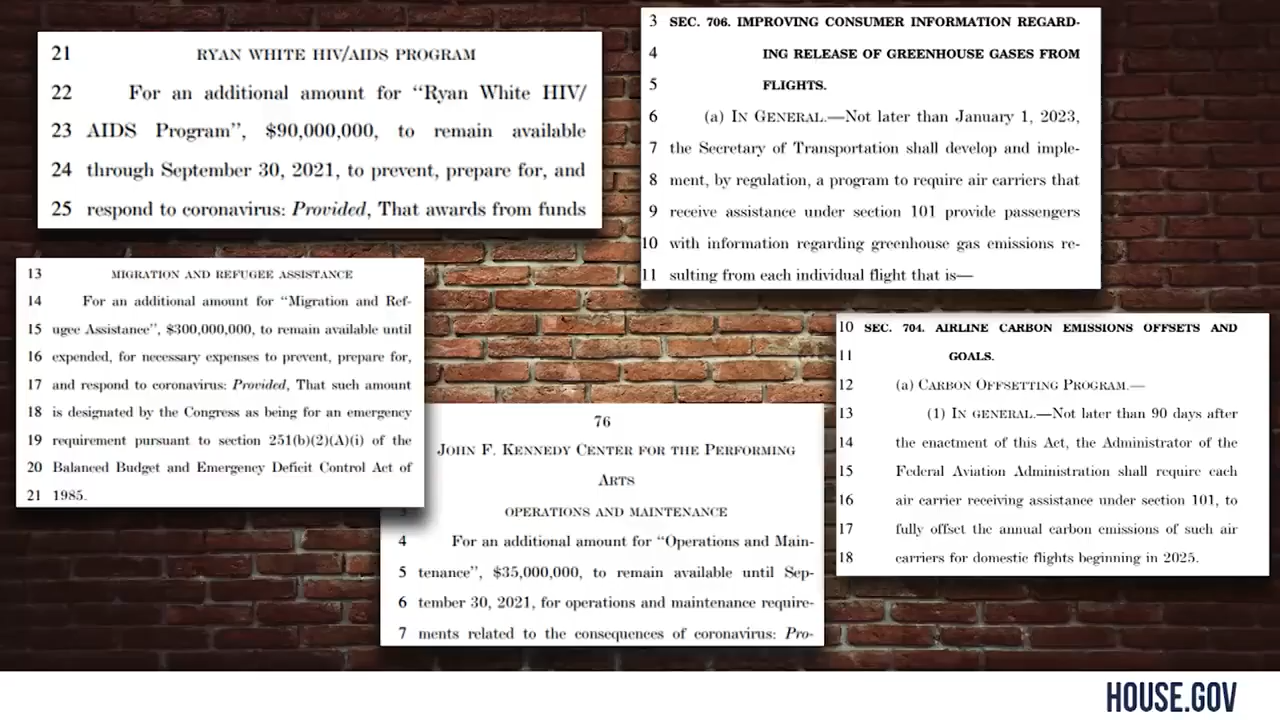 21 RYAN WHITE HIV/AIDS PROGRAM
22 For an additional amount for “Ryan White HIV/
23 AIDS Program”, $90,000,000, to remain available
24 through September 30, 2021, to prevent, prepare for, and
25 respond to coronavirus: Provided, That awards from funds
3 SEC. 706. IMPROVING CONSUMER INFORMATION REGARD-
4 ING RELEASE OF GREENHOUSE GASES FROM
5 FLIGHTS.
6 (a) IN GENERAL.—Not later than January 1, 2023,
7 the Secretary of Transportation shall develop and imple-
8 ment, by regulation, a program to require air carriers that
9 receive assistance under section 101 provide passengers
10 with information regarding greenhouse gas emissions re-
11 sulting from each individual flight that is—
13 MIGRATION AND REFUGEE ASSISTANCE
14 For an additional amount for “Migration and Ref-
15 ugee Assistance”, $300,000,000, to remain available until
16 expended, for necessary expenses to prevent, prepare for,
17 and respond to coronavirus: Provided, That such amount
18 is designated by the Congress as being for an emergency
19 requirement pursuant to section 251(b)(2)(A)(i) of the
20 Balanced Budget and Emergency Deficit Control Act of
21 1985.
10 SEC. 704. AIRLINE CARBON EMISSIONS OFFSETS AND
11 GOALS.
12 (a) CARBON OFFSETTING PROGRAM.—
13 (1) IN GENERAL.—Not later than 90 days after
14 the enactment of this Act, the Administrator of the
15 Federal Aviation Administration shall require each
16 air carrier receiving assistance under section 101, to
17 fully offset the annual carbon emissions of such air
18 carriers for domestic flights beginning in 2025.
76
JOHN F. KENNEDY CENTER FOR THE PERFORMING
ARTS
3 OPERATIONS AND MAINTENANCE
4 For an additional amount for “Operations and Main-
5 tenance”, $35,000,000, to remain available until Sep-
6 tember 30, 2021, for operations and maintenance require-
7 ments related to the consequences of coronavirus: Pro-
HOUSE.GOV